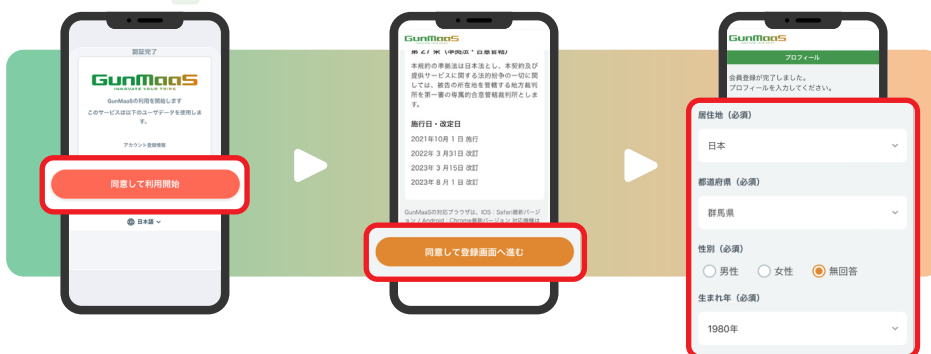 認証完了
GunMaaS
INNOVATE YOUR TRIPS
GunMaaSの利用を開始します
このサービスは以下のユーザデータを使用しま
す。
アカウント登録情報
同意して利用開始
日本語
GunMaaS
第 27 条（準拠法・合意管轄）
本規約の準拠法は日本法とし、本契約及び
提供サービスに関する法的紛争の一切に関
しては、被告の所在地を管轄する地方裁判
所を第一審の専属的合意管轄裁判所としま
す。
施行日・改定日
2021年10月 1 日 施行
2022年 3 月31日 改訂
2023年 3 月15日 改訂
2023年 8 月 1 日 改訂
GunMaaSの対応ブラウザは、iOS：Safari最新バージ
ョン / Android：Chrome最新バージョン 対応機種は
同意して登録画面へ進む
GunMaaS
プロフィール
会員登録が完了しました。
プロフィールを入力してください。
居住地（必須）
日本
都道府県（必須）
群馬県
性別（必須）
男性 女性 無回答
生まれ年（必須）
1980年